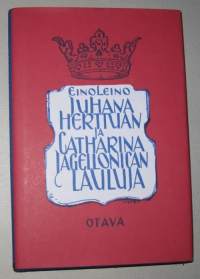 EINO LEINO
JUHANA
HERTTUAN
JA
CATHARINA
JAGELLONICAN
LAULUJA
OTAVA